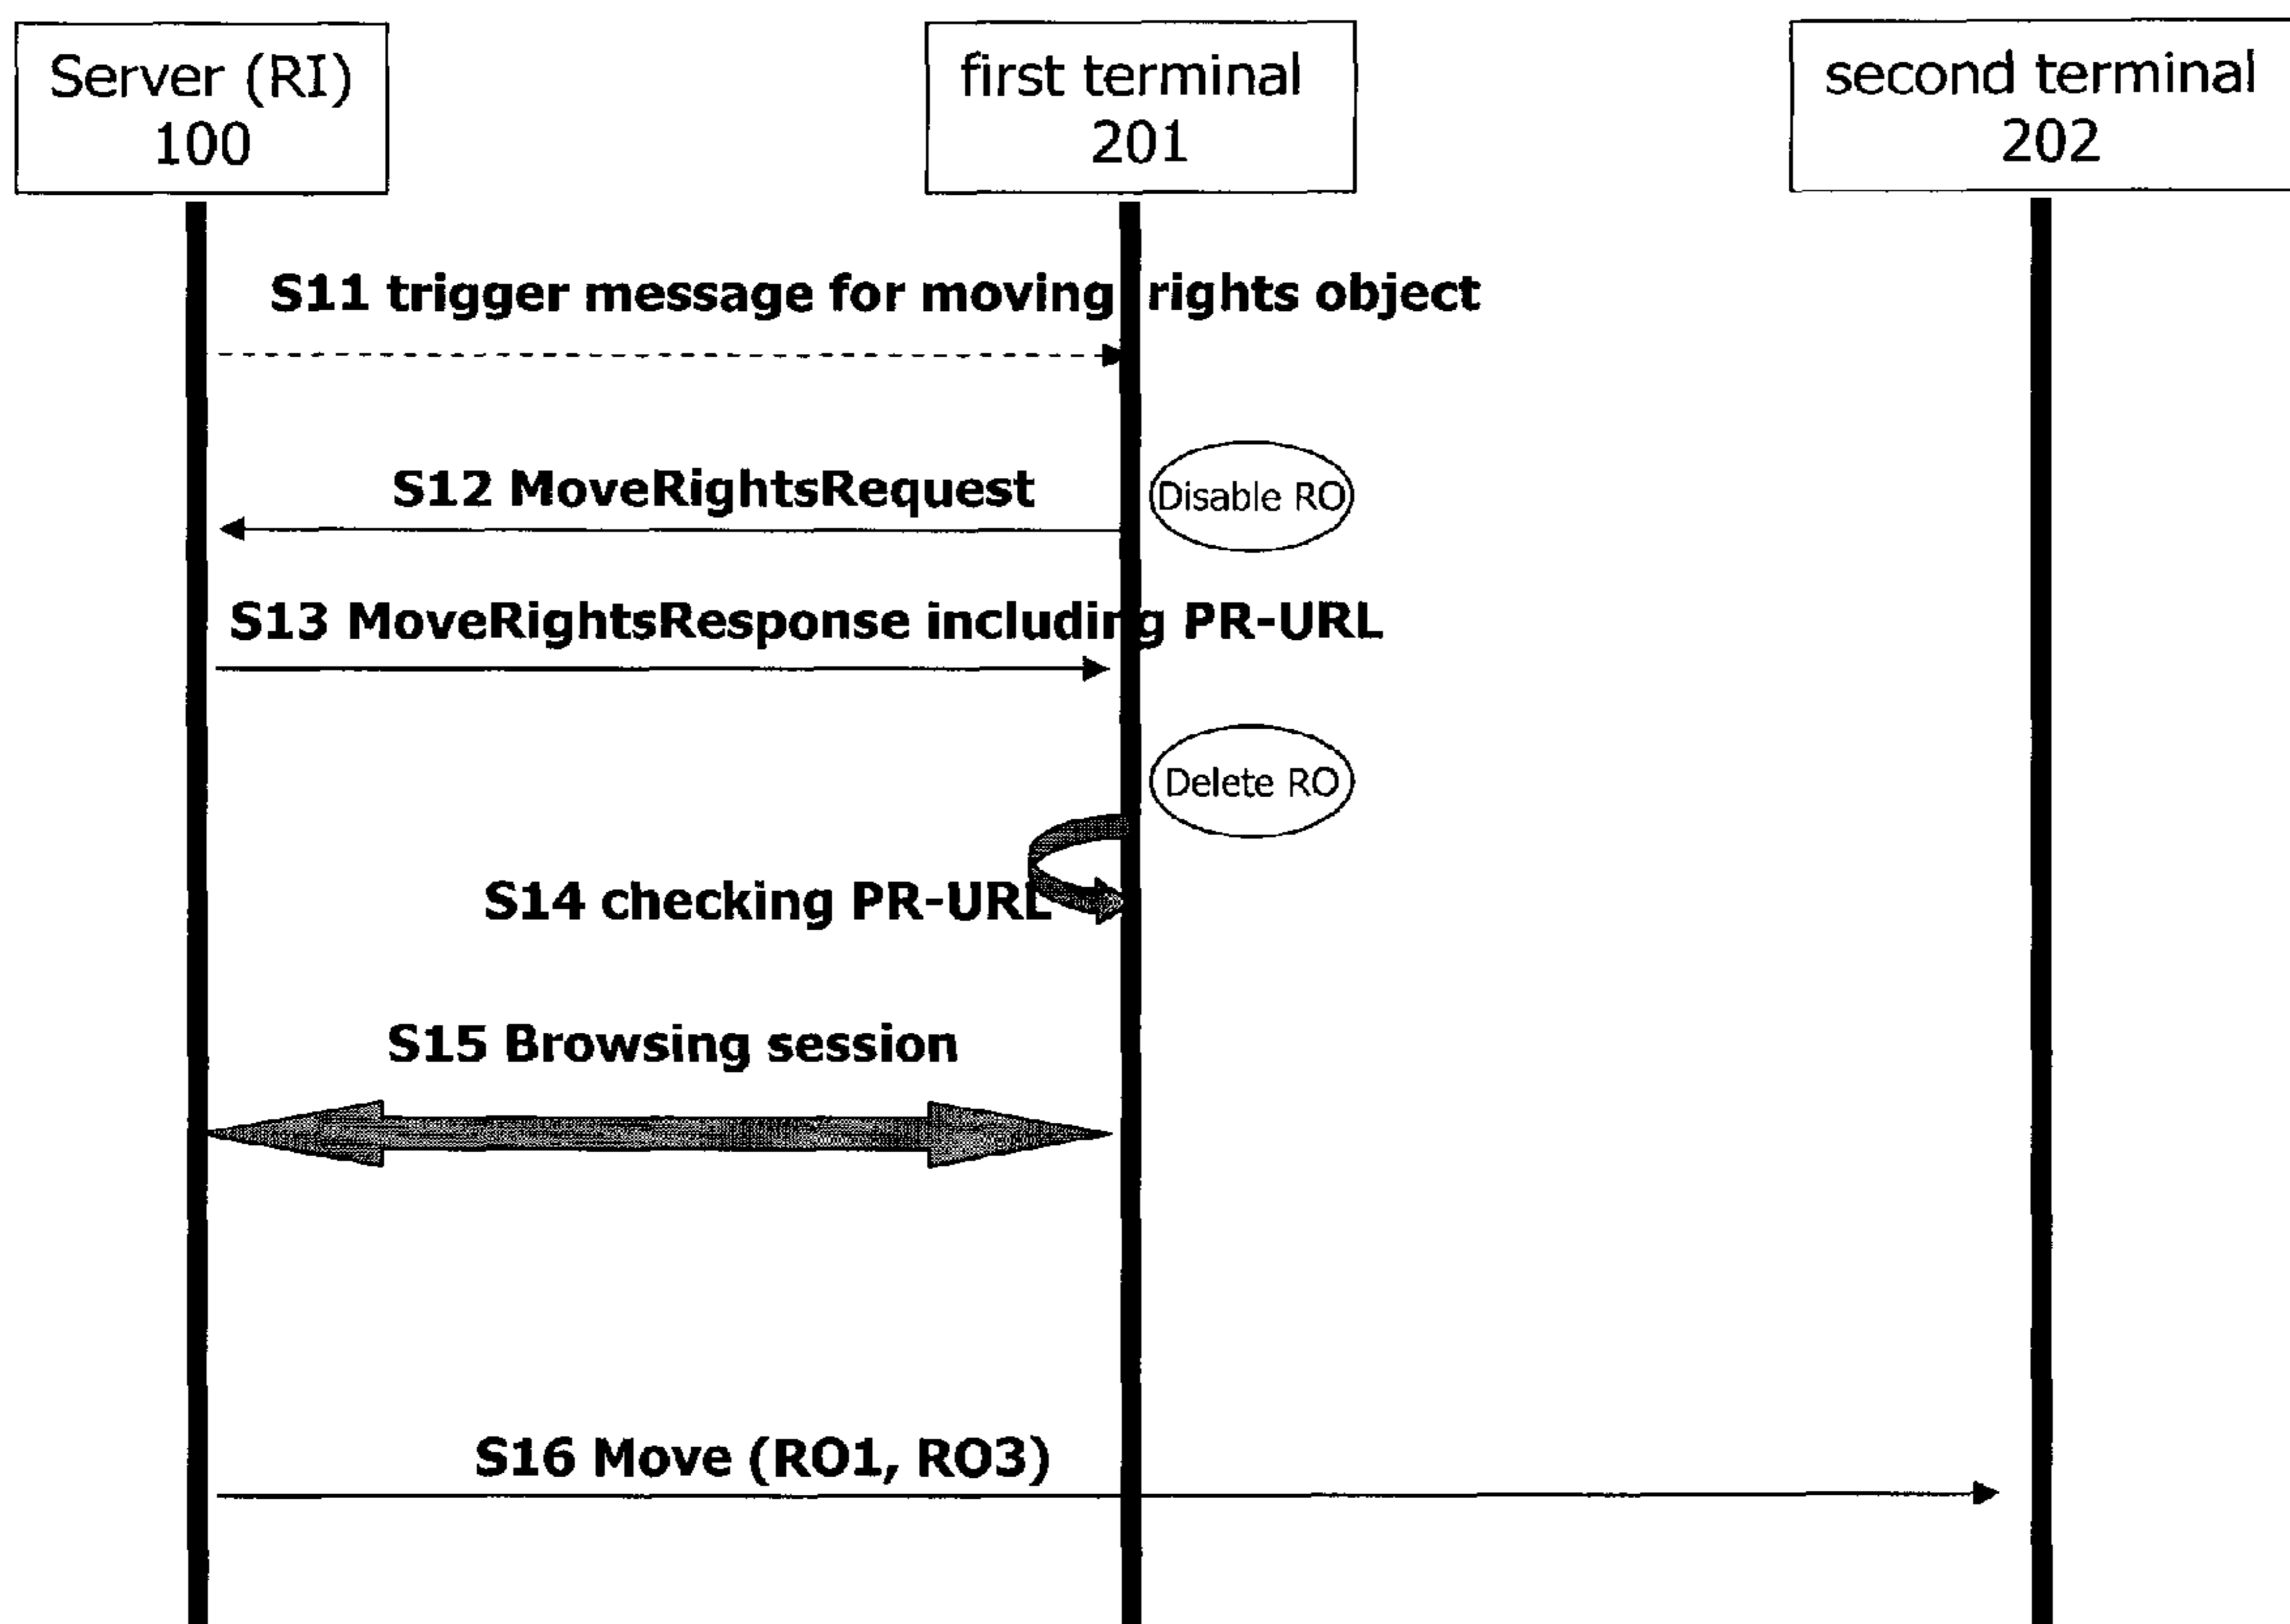 Server (RI)
100
first terminal
201
second terminal
202
S11 trigger message for moving rights object
S12 MoveRightsRequest
Disable RO
S13 MoveRightsResponse including PR-URL
Delete RO
S14 checking PR-URL
S15 Browsing session
S16 Move (RO1, RO3)